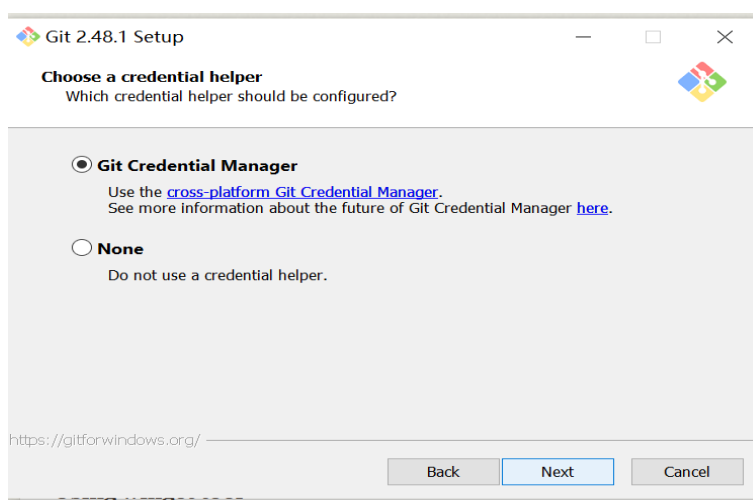 Git 2.48.1 Setup
Choose a credential helper
Which credential helper should be configured?
Git Credential Manager
Use the cross-platform Git Credential Manager.
See more information about the future of Git Credential Manager here.
None
Do not use a credential helper.
https://gitforwindows.org/
Back Next Cancel